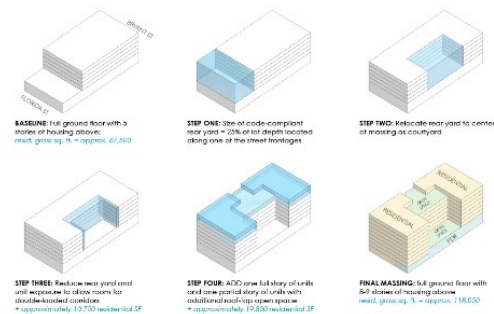 BRYANT ST
FLORIDA ST
BASELINE: Full ground floor with 5
stories of housing above;
resid. gross sq. ft. = approx. 87,500
STEP ONE: Size of code-compliant
rear yard = 25% of lot depth located
along one of the street frontages
STEP TWO: Relocate rear yard to center
of massing as courtyard
STEP THREE: Reduce rear yard and
unit exposure to allow room for
double-loaded corridors
+ approximately 10,750 residential SF
STEP FOUR: ADD one full story of units
and one partial story of units with
additional roof-top open space
+ approximately 19,800 residential SF
RESIDENTIAL
OPEN
SPACE
RESIDENTIAL
OPEN
SPACE
PDR
FINAL MASSING: full ground floor with
8-9 stories of housing above
resid. gross sq. ft. = approx. 118,050